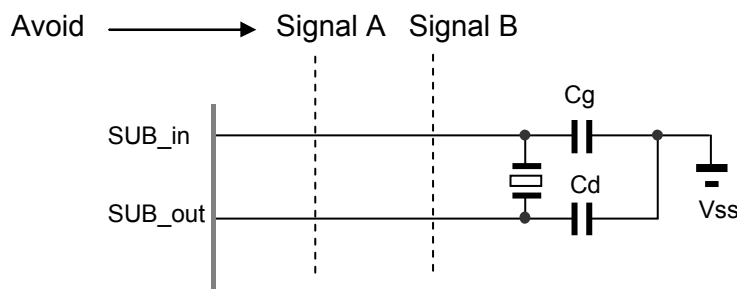 Avoid Signal A Signal B
Cg
SUB_in
Cd
SUB_out
Vss